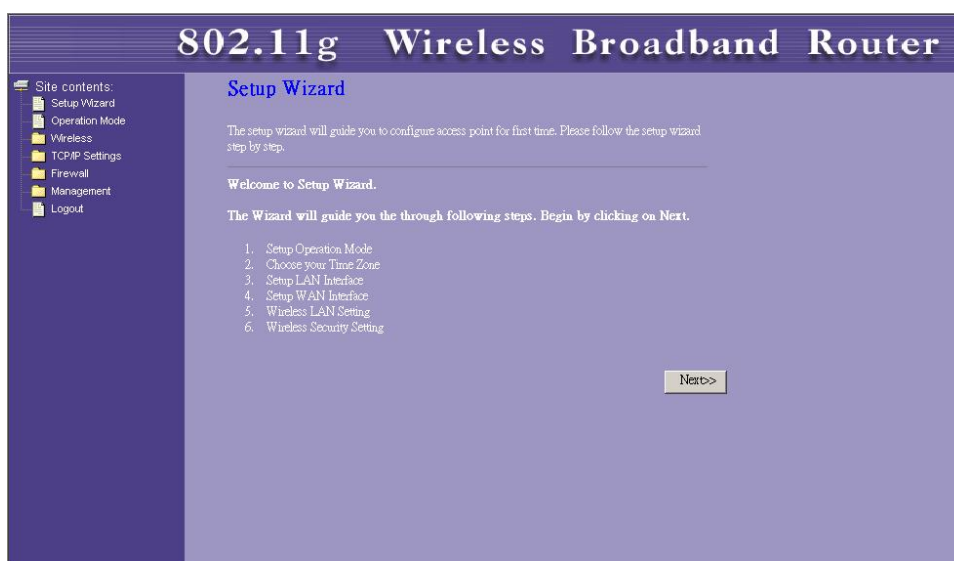 802.11g Wireless Broadband Router
Site contents:
Setup Wizard
Operation Mode
Wireless
TCP/IP Settings
Firewall
Management
Logout
Setup Wizard
The setup wizard will guide you to configure access point for first time. Please follow the setup wizard
step by step.
Welcome to Setup Wizard.
The Wizard will guide you the through following steps. Begin by clicking on Next.
1. Setup Operation Mode
2. Choose your Time Zone
3. Setup LAN Interface
4. Setup WAN Interface
5. Wireless LAN Setting
6. Wireless Security Setting
Next>>